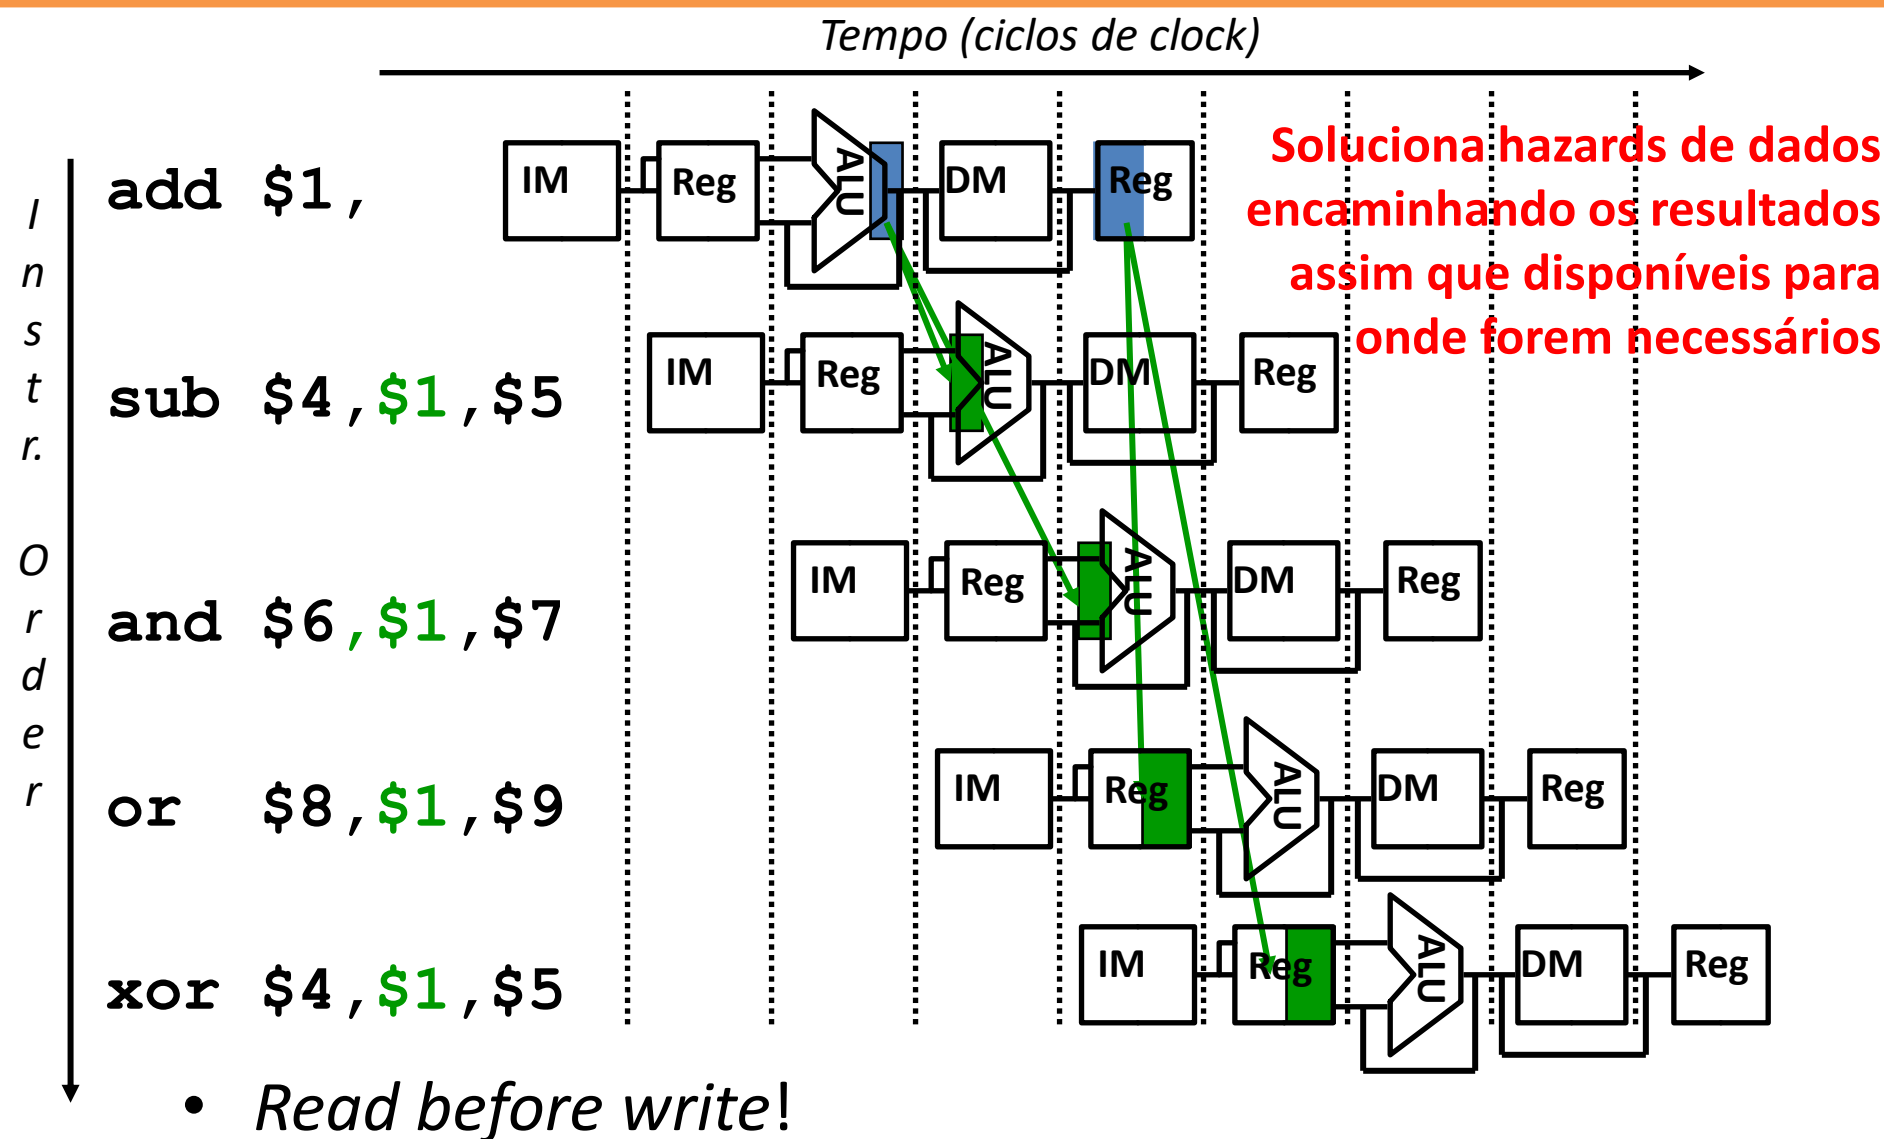 Tempo (ciclos de clock)
Soluciona hazards de dados
encaminhando os resultados
assim que disponíveis para
onde forem necessários
Instr. Order
add $1,
IM Reg ALU DM Reg
sub $4,$1,$5
IM Reg ALU DM Reg
and $6,$1,$7
IM Reg ALU DM Reg
or $8,$1,$9
IM Reg ALU DM Reg
xor $4,$1,$5
IM Reg ALU DM Reg
• Read before write!